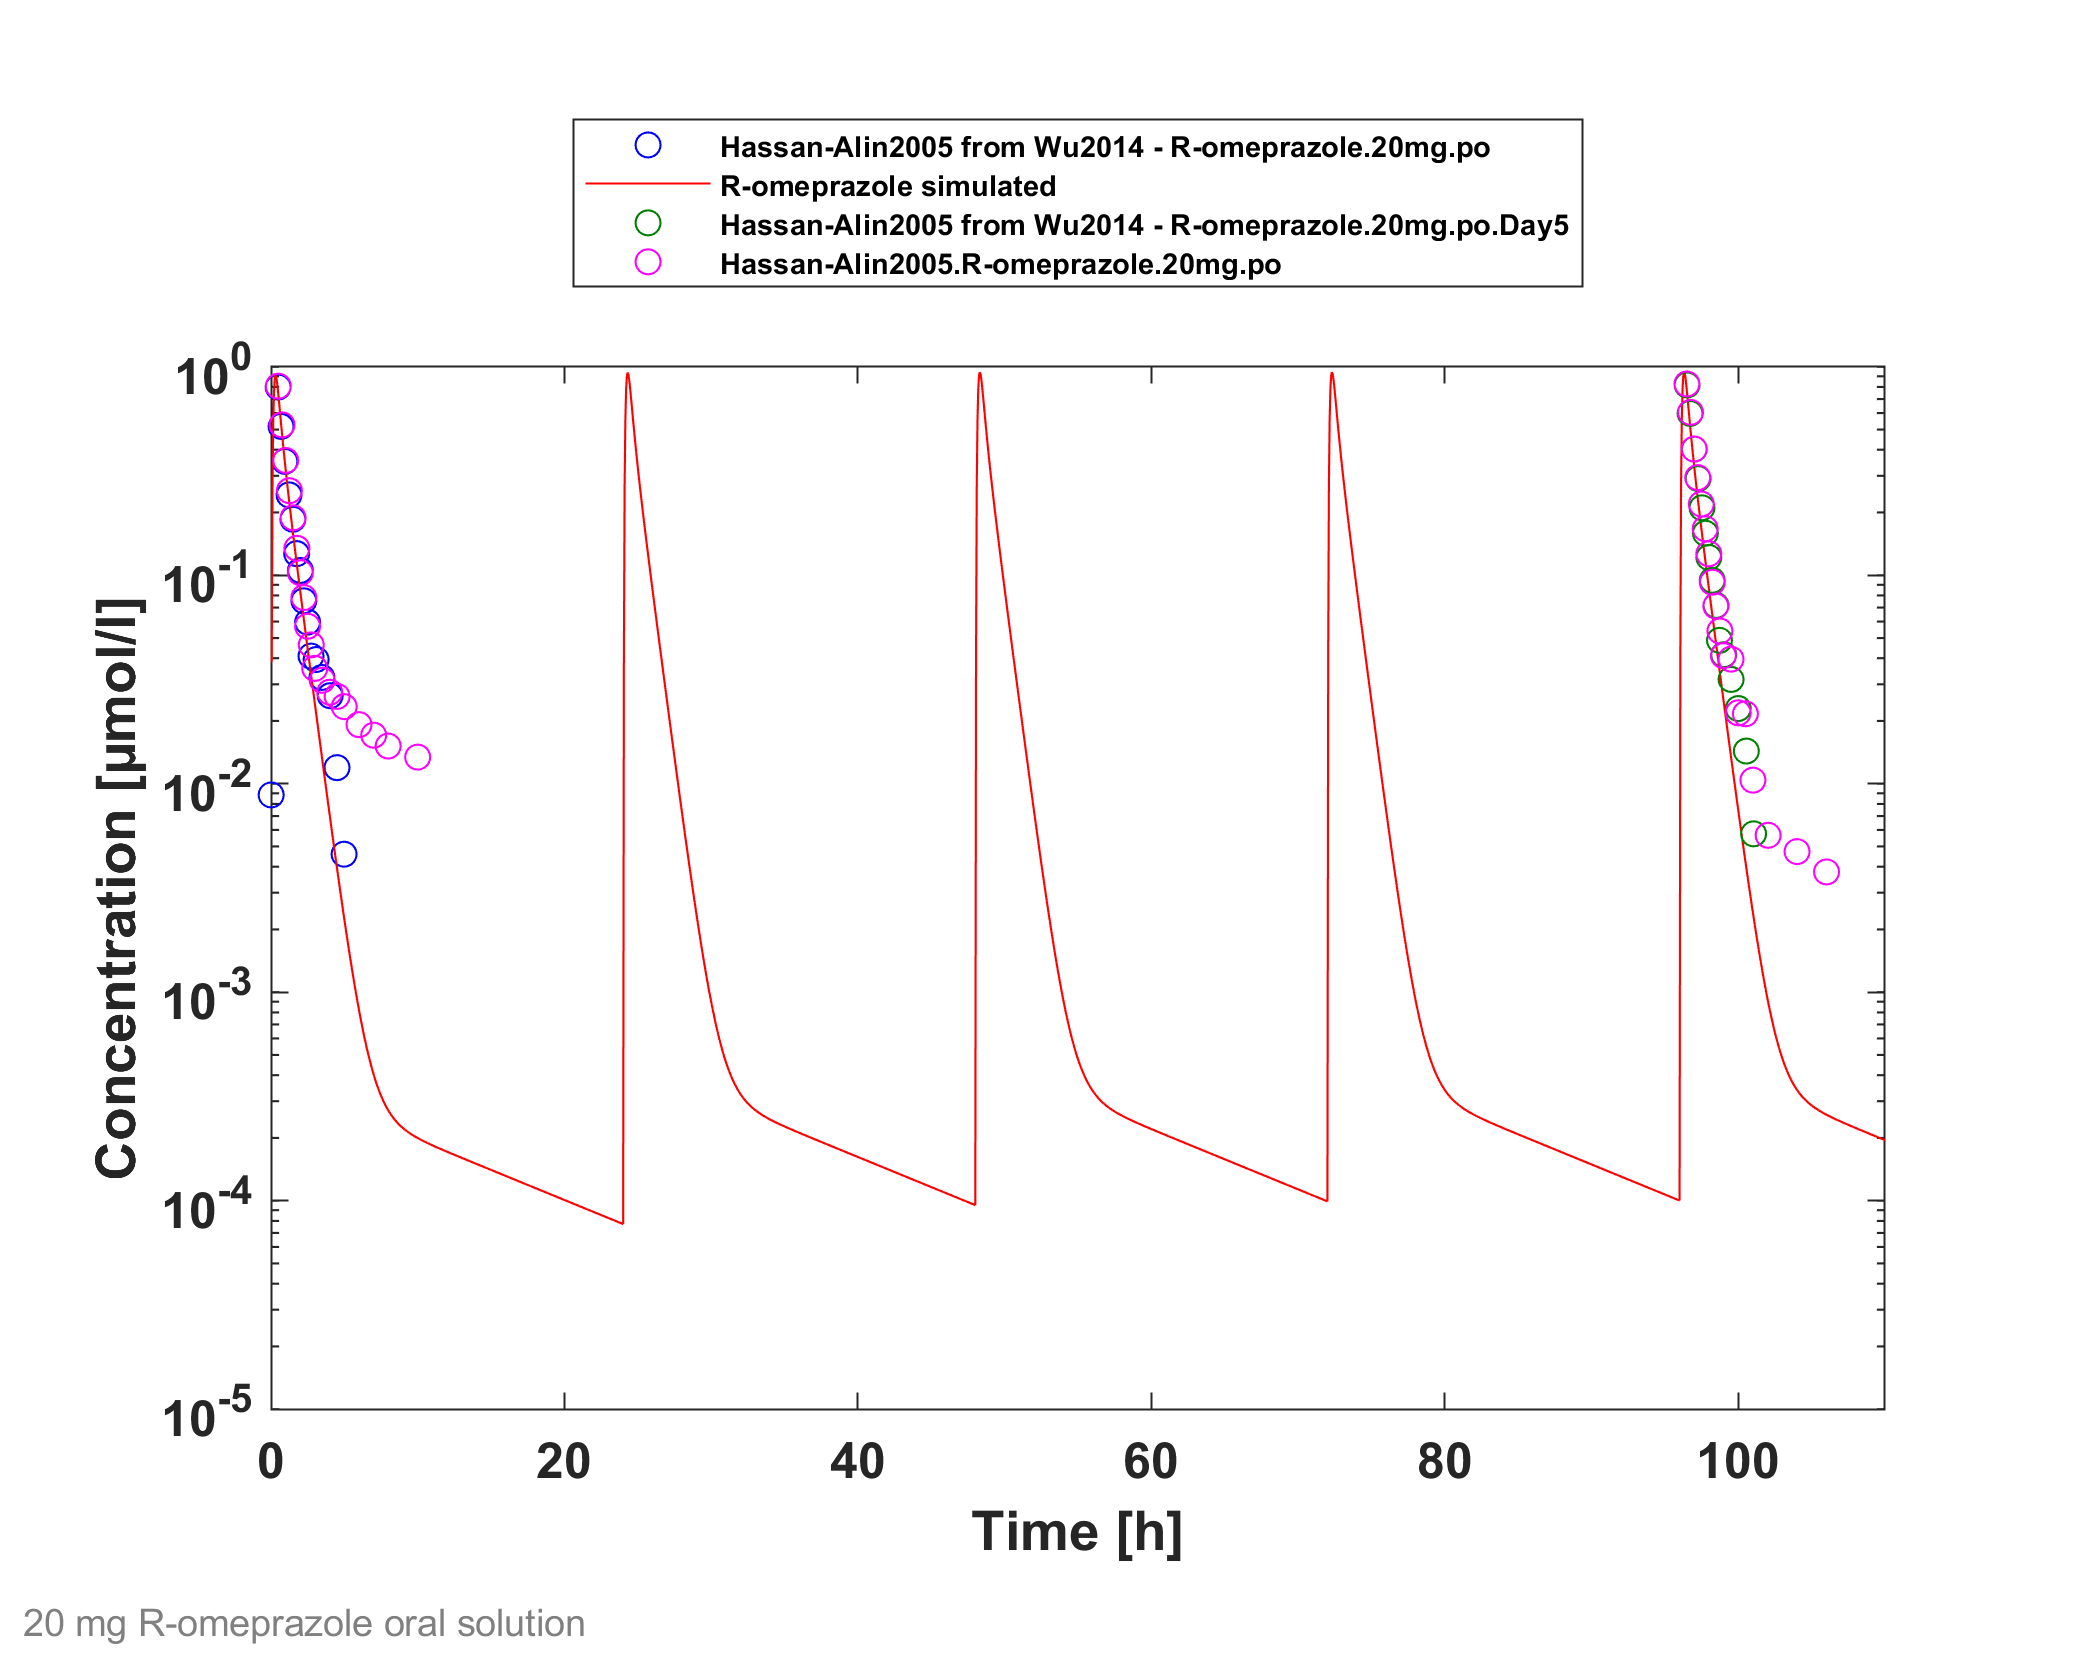 Hassan-Alin2005 from Wu2014 - R-omeprazole.20mg.po
R-omeprazole simulated
Hassan-Alin2005 from Wu2014 - R-omeprazole.20mg.po.Day5
Hassan-Alin2005.R-omeprazole.20mg.po
10^0
10^-1
10^-2
10^-3
10^-4
10^-5
Concentration [µmol/l]
0 20 40 60 80 100
Time [h]
20 mg R-omeprazole oral solution